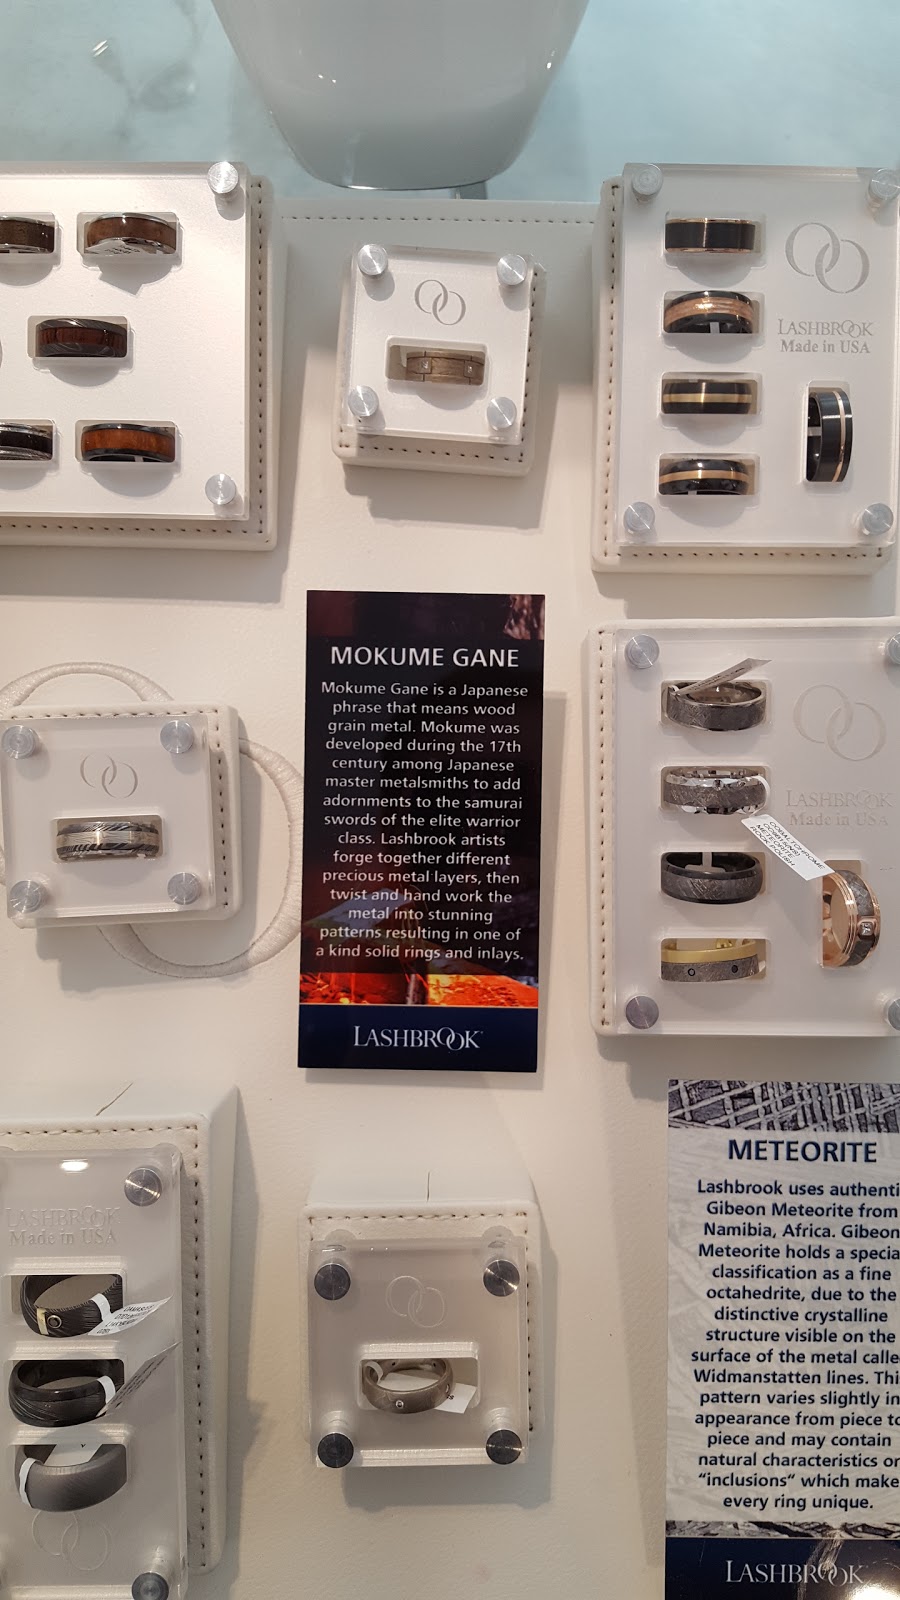 LASHBROOK
Made in USA
MOKUME GANE
Mokume Gane is a Japanese
phrase that means wood
grain metal. Mokume was
developed during the 17th
century among Japanese
master metalsmiths to add
adornments to the samurai
swords of the elite warrior
class. Lashbrook artists
forge together different
precious metal layers, then
twist and hand work the
metal into stunning
patterns resulting in one of
a kind solid rings and inlays.
LASHBROOK
LASHBROOK
Made in USA
COBALTCHROME
METEORITE
ROCK POLISH
LASHBROOK
Made in USA
METEORITE
Lashbrook uses authenti
Gibeon Meteorite from
Namibia, Africa. Gibeon
Meteorite holds a specia
classification as a fine
octahedrite, due to the
distinctive crystalline
structure visible on the
surface of the metal calle
Widmanstatten lines. Thi
pattern varies slightly in
appearance from piece to
piece and may contain
natural characteristics or
"inclusions" which make
every ring unique.
LASHBROOK